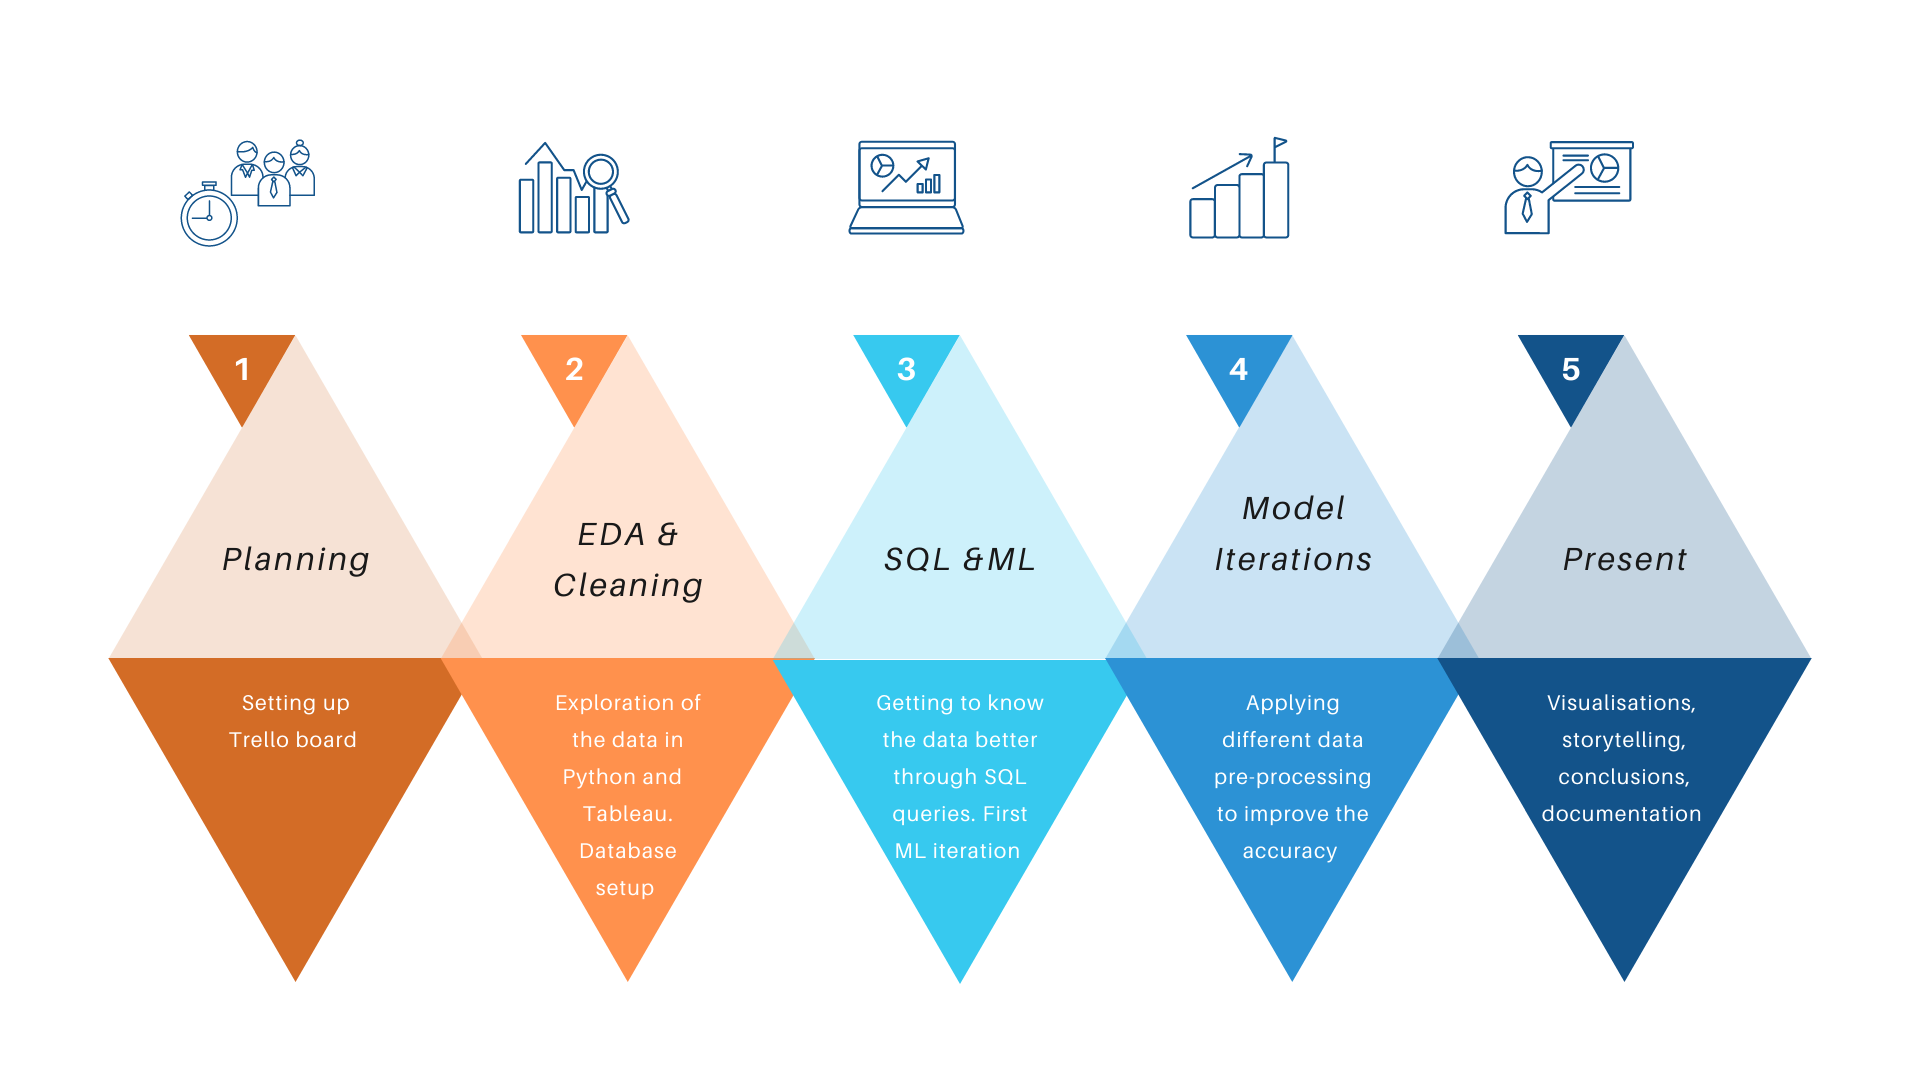 1
Planning
Setting up
Trello board
2
EDA &
Cleaning
Exploration of
the data in
Python and
Tableau.
Database
setup
3
SQL &ML
Getting to know
the data better
through SQL
queries. First
ML iteration
4
Model
Iterations
Applying
different data
pre-processing
to improve the
accuracy
5
Present
Visualisations,
storytelling,
conclusions,
documentation